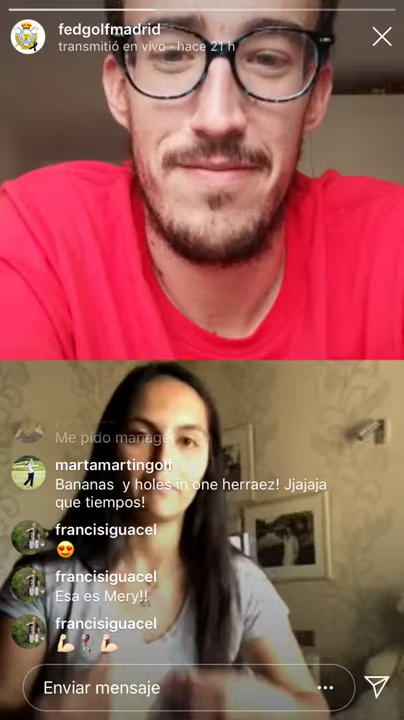 fedgolfmadrid
transmitió en vivo · hace 21 h
Me pido manager
martamartingolf
Bananas y holes in one herraez! Jjajaja
que tiempos!
francisiguacel
😍
francisiguacel
Esa es Mery!!
francisiguacel
Enviar mensaje